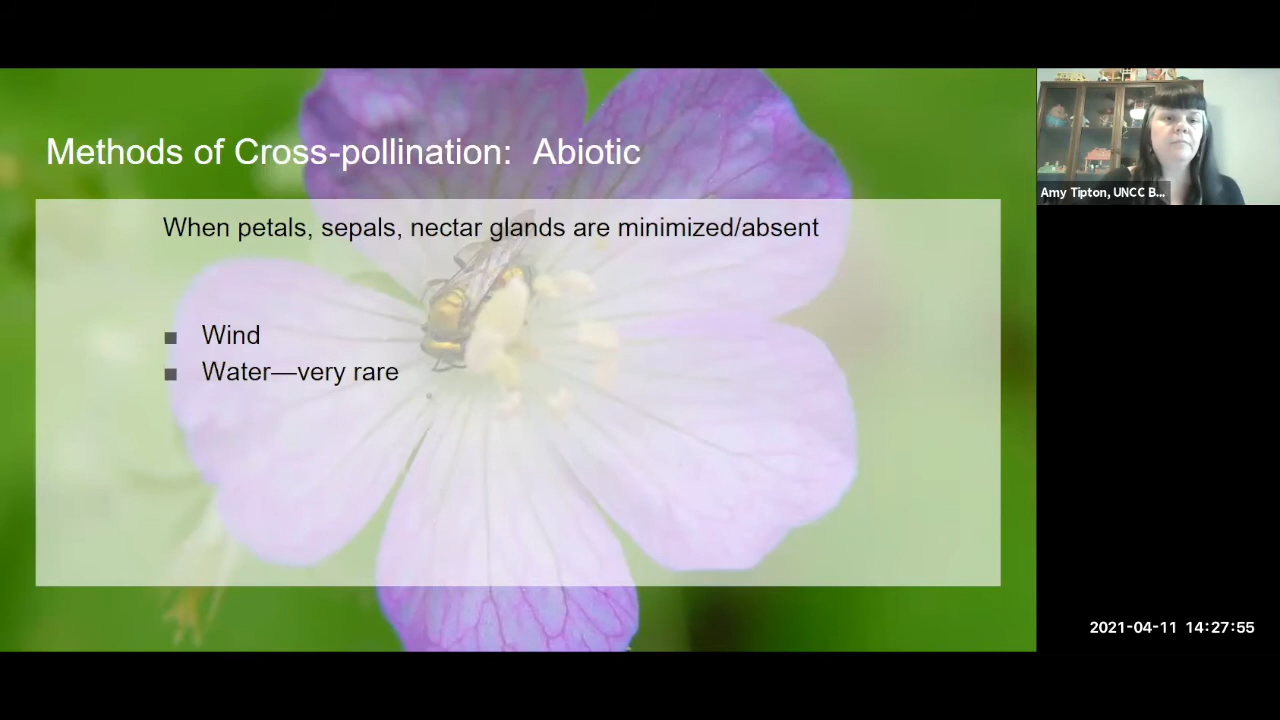 Methods of Cross-pollination: Abiotic
When petals, sepals, nectar glands are minimized/absent
■ Wind
■ Water—very rare
Amy Tipton, UNCC B...
2021-04-11 14:27:55